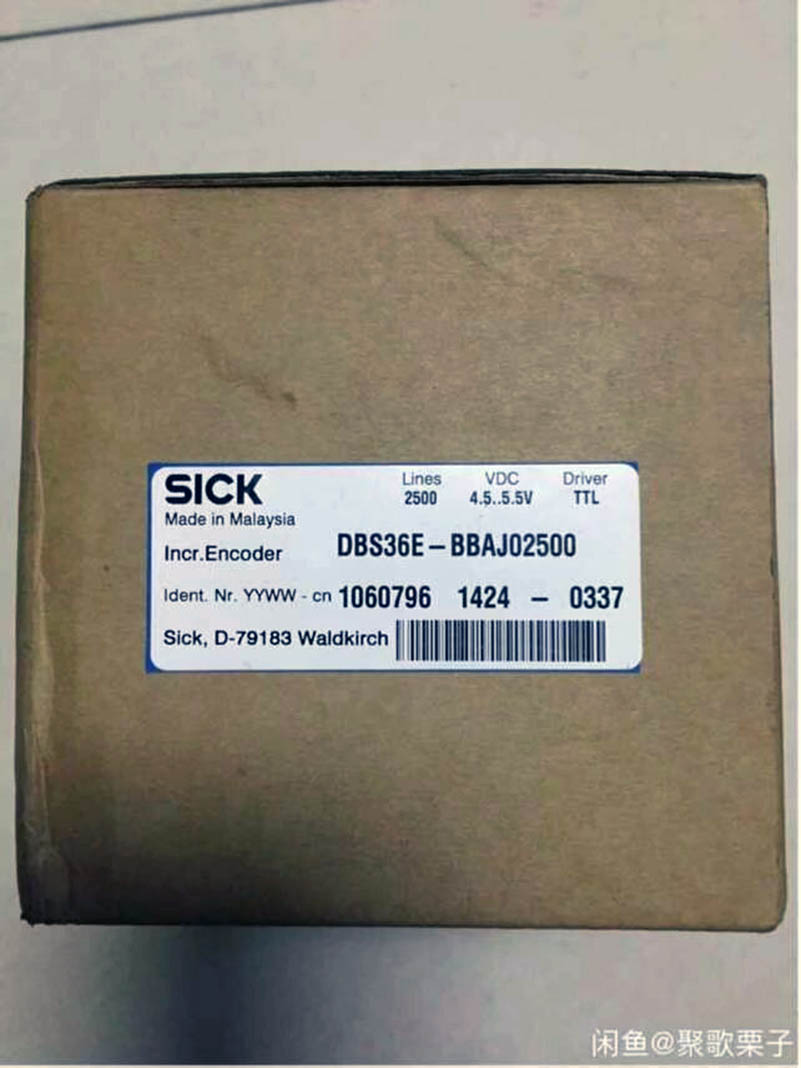 SICK
Lines VDC Driver
2500 4.5..5.5V TTL
Made in Malaysia
Incr.Encoder DBS36E-BBAJ02500
Ident. Nr. YYWW - cn 1060796 1424 - 0337
Sick, D-79183 Waldkirch
闲鱼@聚歌栗子